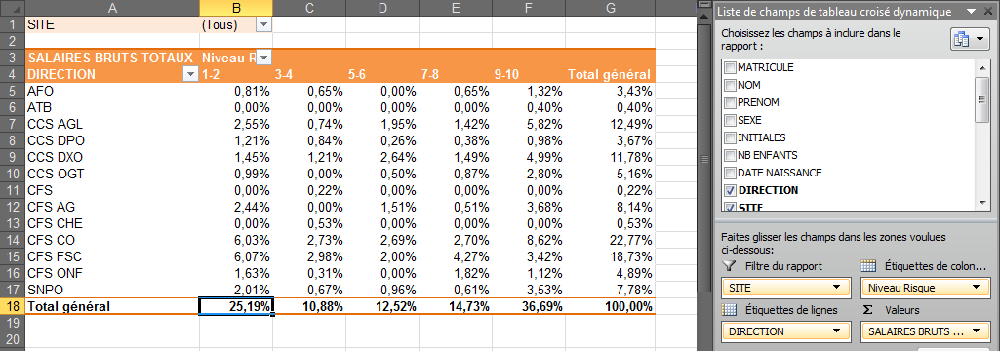 A B C D E F G
1 SITE (Tous)
2
3 SALAIRES BRUTS TOTAUX Niveau R
4 DIRECTION 1-2 3-4 5-6 7-8 9-10 Total général
5 AFO 0,81% 0,65% 0,00% 0,65% 1,32% 3,43%
6 ATB 0,00% 0,00% 0,00% 0,00% 0,40% 0,40%
7 CCS AGL 2,55% 0,74% 1,95% 1,42% 5,82% 12,49%
8 CCS DPO 1,21% 0,84% 0,26% 0,38% 0,98% 3,67%
9 CCS DXO 1,45% 1,21% 2,64% 1,49% 4,99% 11,78%
10 CCS OGT 0,99% 0,00% 0,50% 0,87% 2,80% 5,16%
11 CFS 0,00% 0,22% 0,00% 0,00% 0,00% 0,22%
12 CFS AG 2,44% 0,00% 1,51% 0,51% 3,68% 8,14%
13 CFS CHE 0,00% 0,53% 0,00% 0,00% 0,00% 0,53%
14 CFS CO 6,03% 2,73% 2,69% 2,70% 8,62% 22,77%
15 CFS FSC 6,07% 2,98% 2,00% 4,27% 3,42% 18,73%
16 CFS ONF 1,63% 0,31% 0,00% 1,82% 1,12% 4,89%
17 SNPO 2,01% 0,67% 0,96% 0,61% 3,53% 7,78%
18 Total général 25,19% 10,88% 12,52% 14,73% 36,69% 100,00%
19
20
Liste de champs de tableau croisé dynamique
Choisissez les champs à inclure dans le
rapport :
MATRICULE
NOM
PRENOM
SEXE
INITIALES
NB ENFANTS
DATE NAISSANCE
DIRECTION
SITE
Faites glisser les champs dans les zones voulues
ci-dessous:
Filtre du rapport Étiquettes de colon...
SITE Niveau Risque
Étiquettes de lignes Σ Valeurs
DIRECTION SALAIRES BRUTS ...